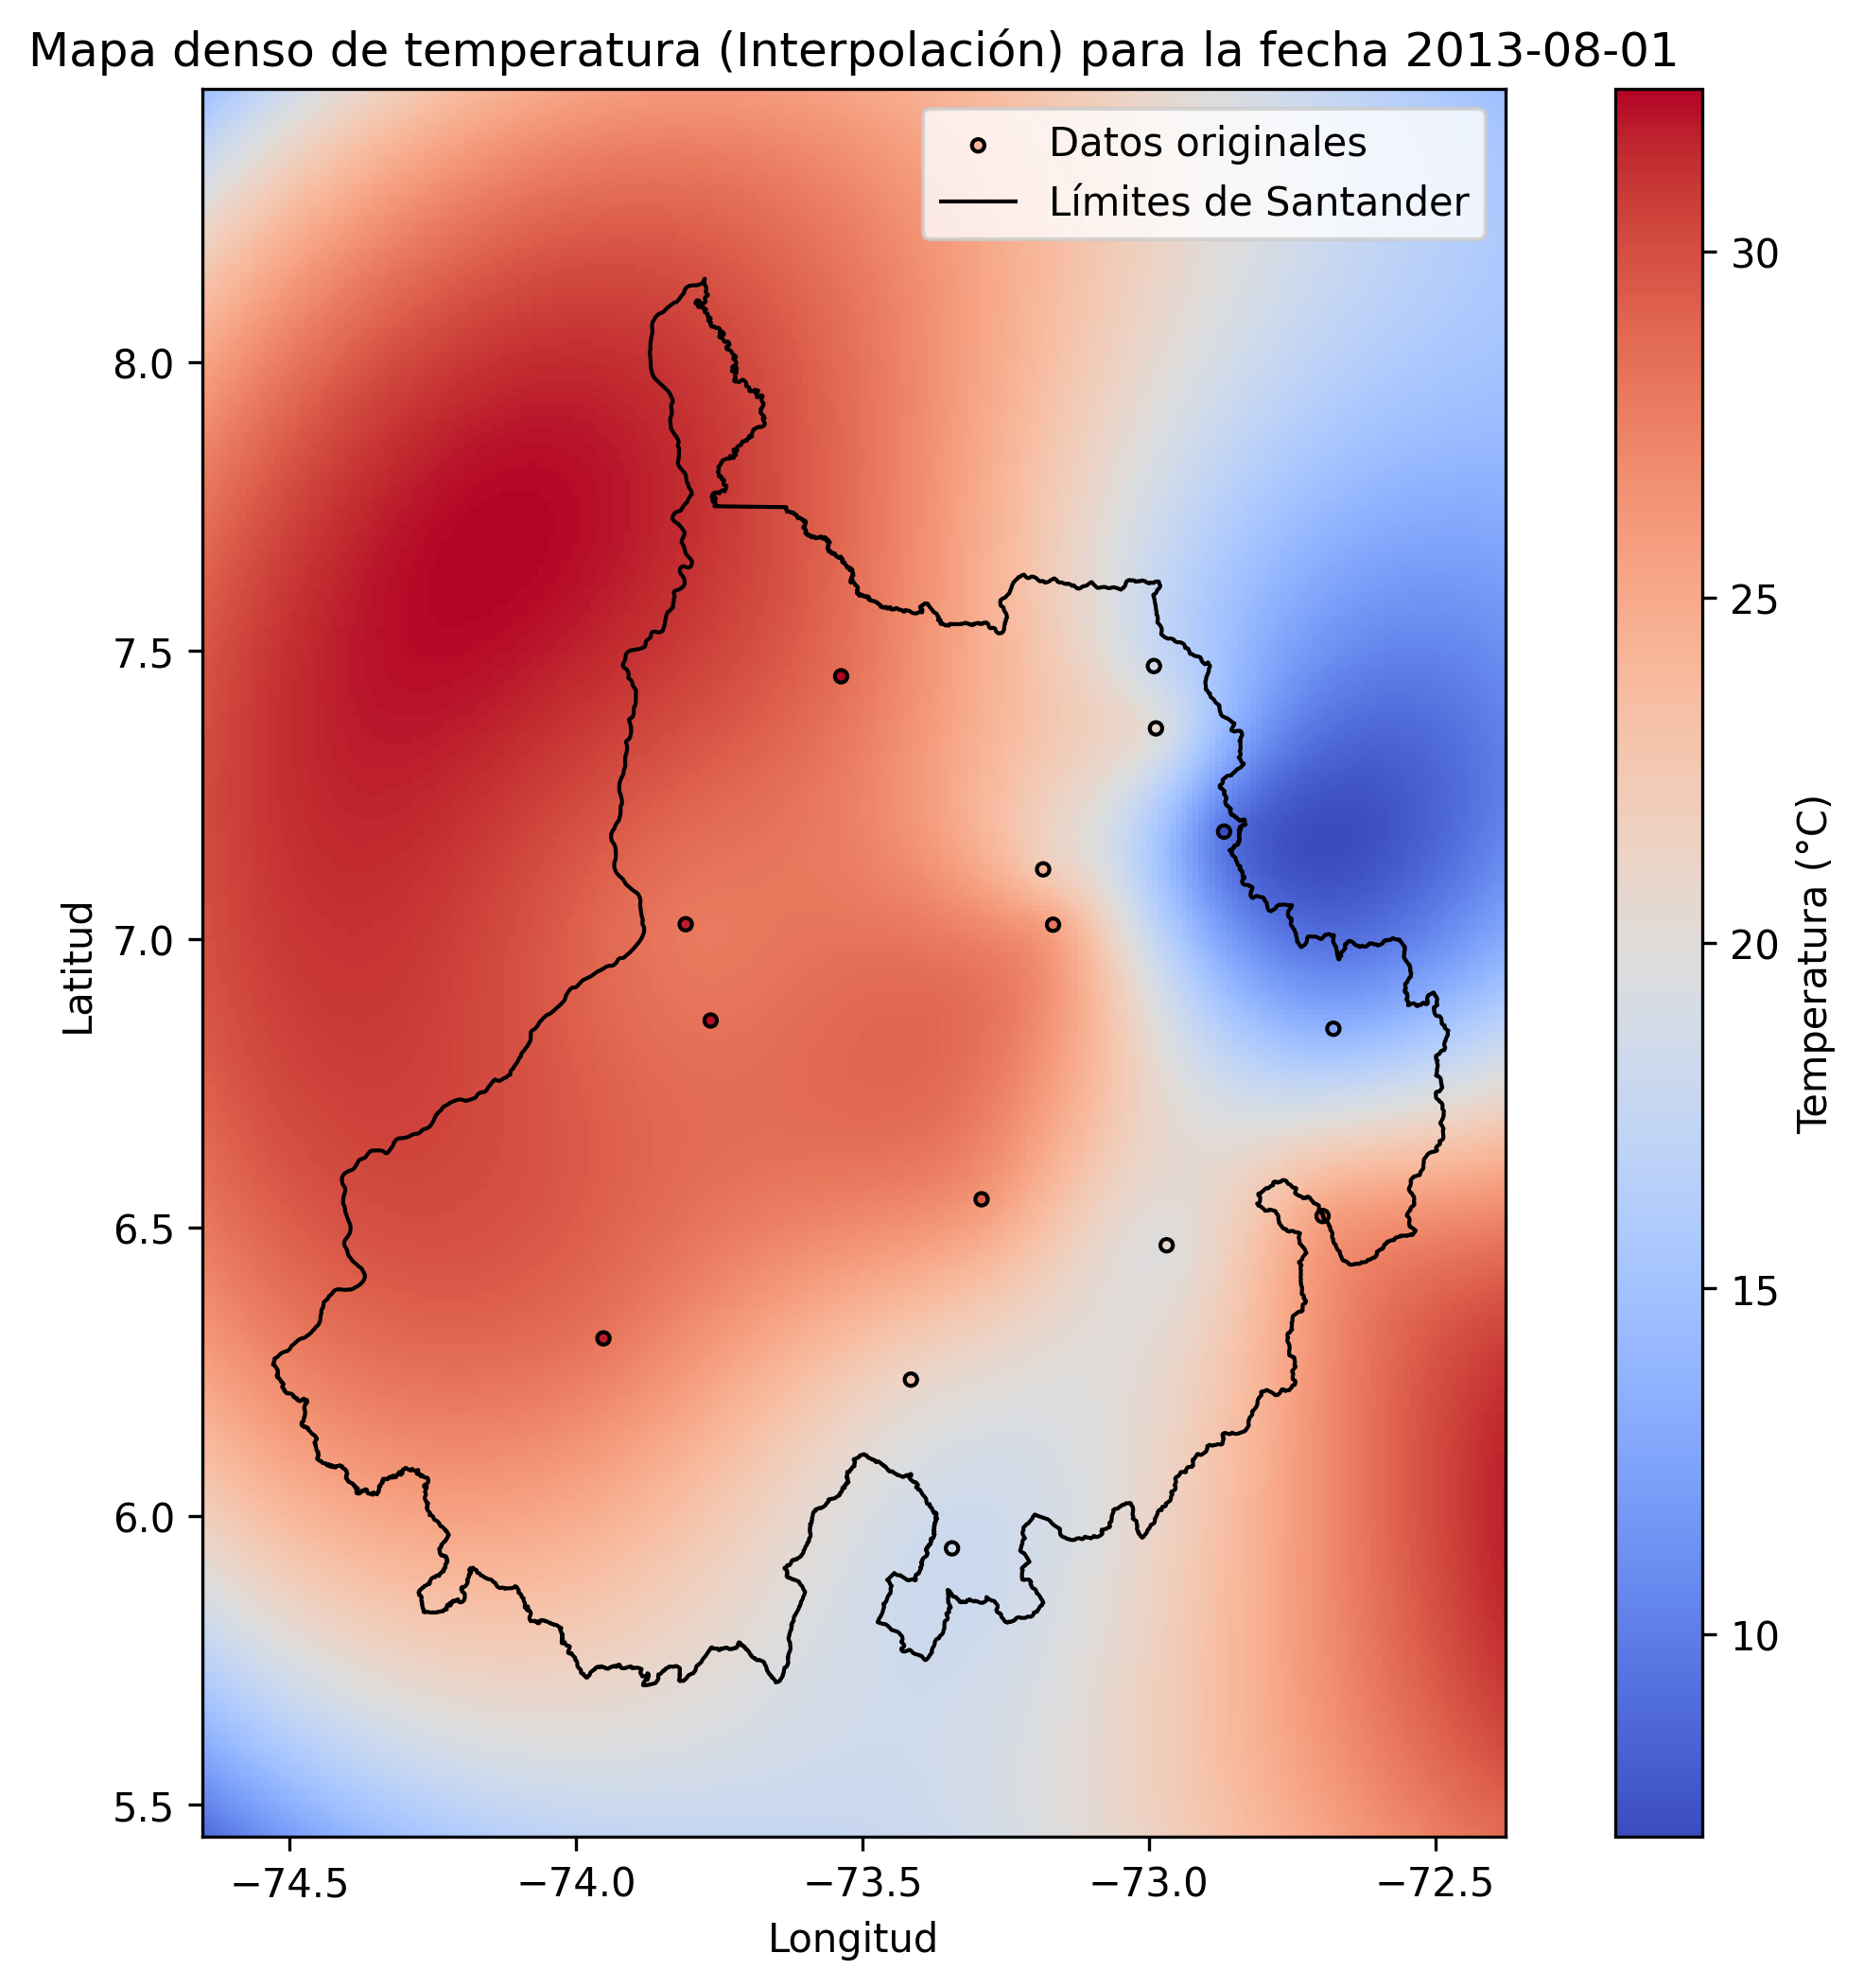 Mapa denso de temperatura (Interpolación) para la fecha 2013-08-01
Datos originales
Límites de Santander
8.0
7.5
7.0
6.5
6.0
5.5
Latitud
−74.5
−74.0
−73.5
−73.0
−72.5
Longitud
30
25
20
15
10
Temperatura (°C)